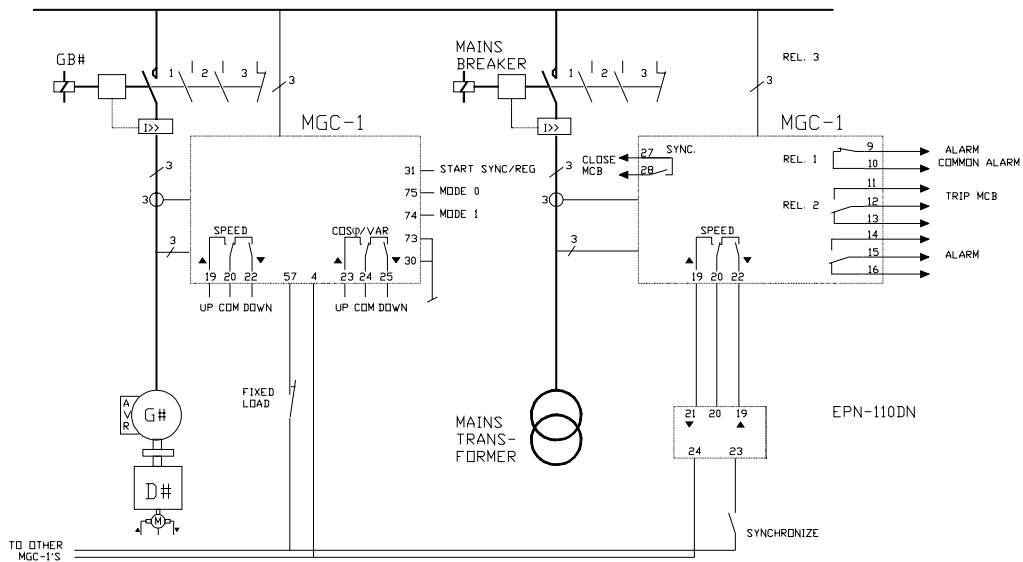 GB#
1 2 3
3
I>>
3
3
MGC-1
31 START SYNC/REG
75 MODE 0
74 MODE 1
73
30
SPEED
COSφ/VAR
3
19 20 22 57 4 23 24 25
UP COM DOWN
UP COM DOWN
FIXED
LOAD
A
V
R
G#
D#
M
TO OTHER
MGC-1'S
MAINS
BREAKER
1 2 3
3
I>>
3
3
3
REL. 3
MGC-1
CLOSE
MCB
27
28
SYNC.
REL. 1
REL. 2
9
10
11
12
13
14
15
16
ALARM
COMMON ALARM
TRIP MCB
ALARM
SPEED
19 20 22
MAINS
TRANS-
FORMER
21 20 19
24 23
EPN-110DN
SYNCHRONIZE